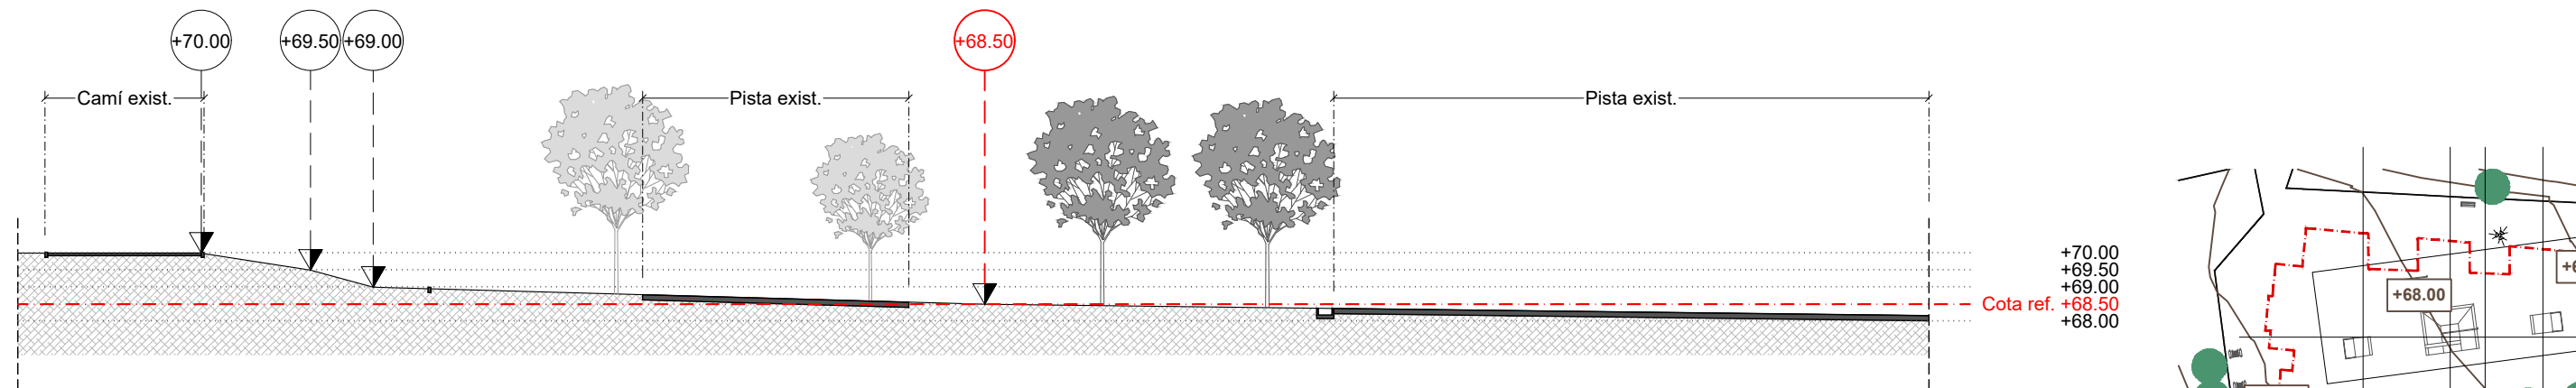 +70.00 +69.50 +69.00 +68.50
Camí exist. Pista exist. Pista exist.
+70.00
+69.50
+69.00
Cota ref. +68.50
+68.00
+68.00